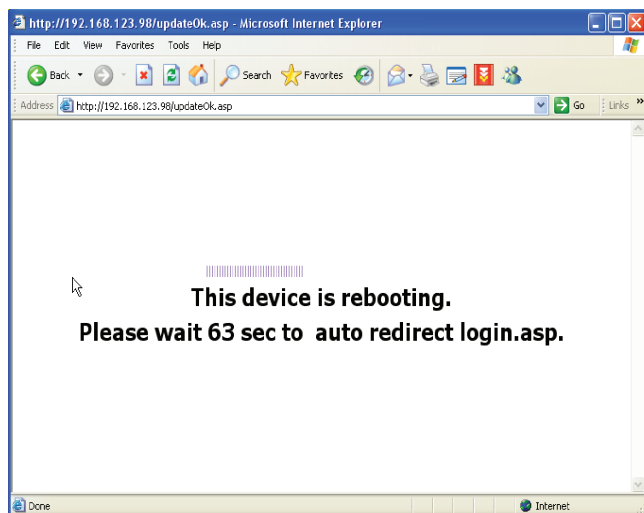 http://192.168.123.98/updateOk.asp - Microsoft Internet Explorer
File Edit View Favorites Tools Help
Back Search Favorites
Address http://192.168.123.98/updateOk.asp Go Links »
This device is rebooting.
Please wait 63 sec to auto redirect login.asp.
Done Internet